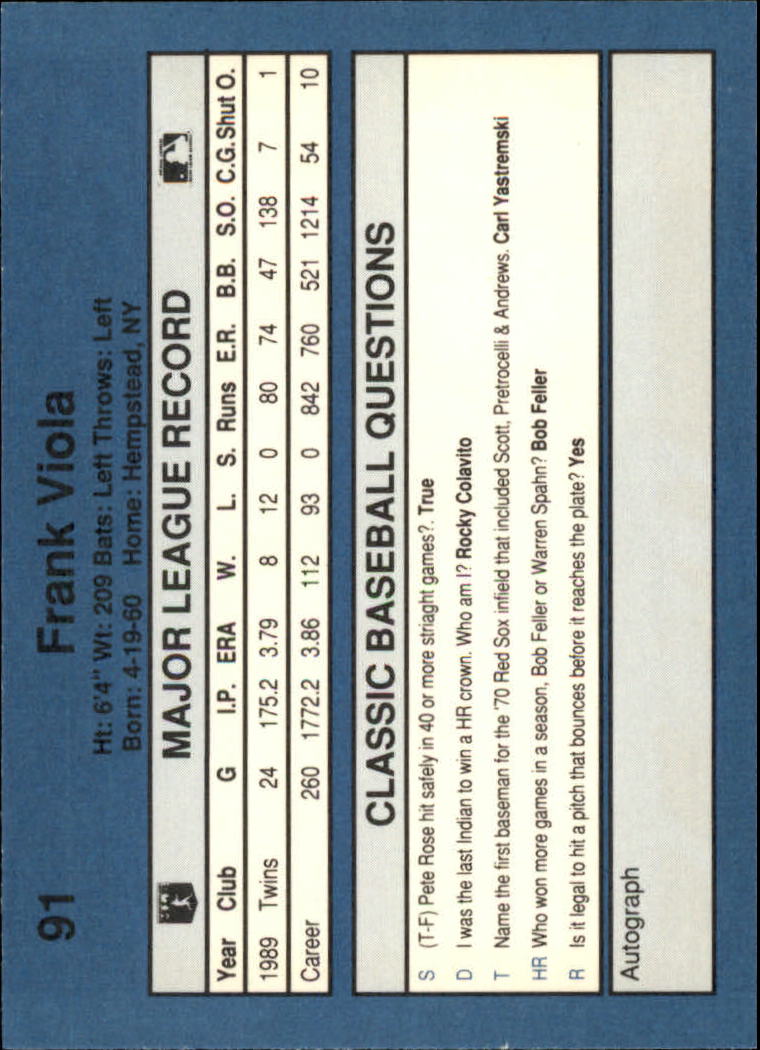 91 Frank Viola
Ht: 6'4" Wt: 209 Bats: Left Throws: Left
Born: 4-19-60 Home: Hempstead, NY
MAJOR LEAGUE RECORD
Year Club G I.P. ERA W. L. S. Runs E.R. B.B. S.O. C.G. Shut O.
1989 Twins 24 175.2 3.79 8 12 0 80 74 47 138 7 1
Career 260 1772.2 3.86 112 93 0 842 760 521 1214 54 10
CLASSIC BASEBALL QUESTIONS
S (T-F) Pete Rose hit safely in 40 or more striaght games?. True
D I was the last Indian to win a HR crown. Who am I? Rocky Colavito
T Name the first baseman for the '70 Red Sox infield that included Scott, Pretrocelli & Andrews. Carl Yastremski
HR Who won more games in a season, Bob Feller or Warren Spahn? Bob Feller
R Is it legal to hit a pitch that bounces before it reaches the plate? Yes
Autograph